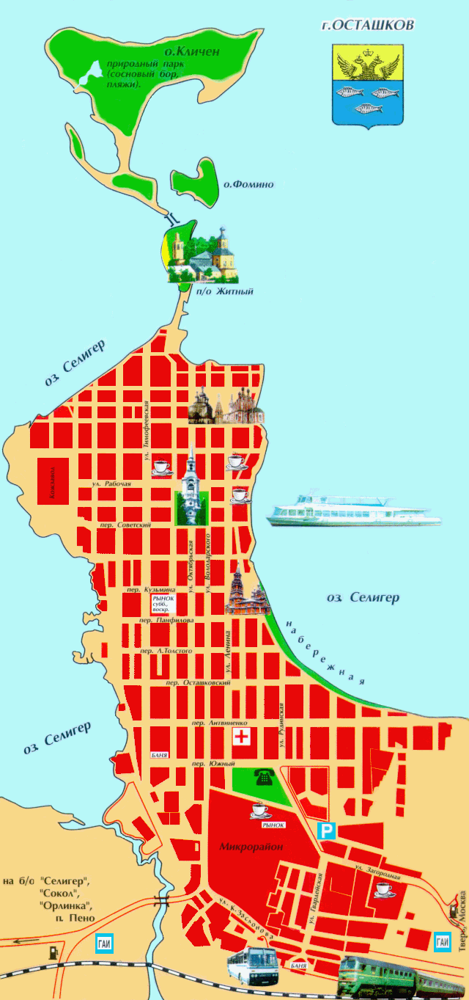 г.ОСТАШКОВ
о.Кличен
природный парк
(сосновый бор,
пляжи).
о.Фомино
п/о Житный
оз. Селигер
ул. Тимофеевская
Кожзавод
ул. Рабочая
пер. Советский
ул. Октябрьская
ул. Володарского
пер. Кузьмина
РЫНОК
субб.,
воскр.
оз. Селигер
пер. Панфилова
набережная
ул. Ленина
пер. Л.Толстого
пер. Осташковский
ул. Рудинская
пер. Литвиненко
оз. Селигер
БАНЯ
пер. Южный
РЫНОК
P
Микрорайон
ул. Загородная
ул. Гвардейская
на б/о "Селигер",
"Сокол",
"Орлинка",
п. Пено
ул. К.Заслонова
Тверь, Москва
ГАИ
ГАИ
БАНЯ